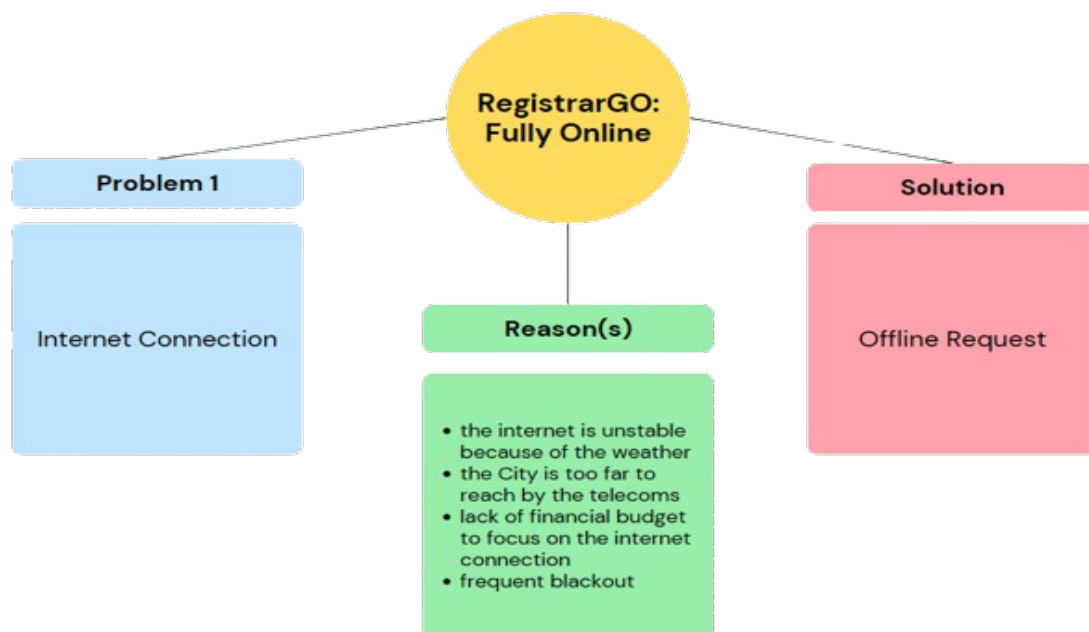 RegistrarGO:
Fully Online
Problem 1
Internet Connection
Reason(s)
• the internet is unstable
because of the weather
• the City is too far to
reach by the telecoms
• lack of financial budget
to focus on the internet
connection
• frequent blackout
Solution
Offline Request